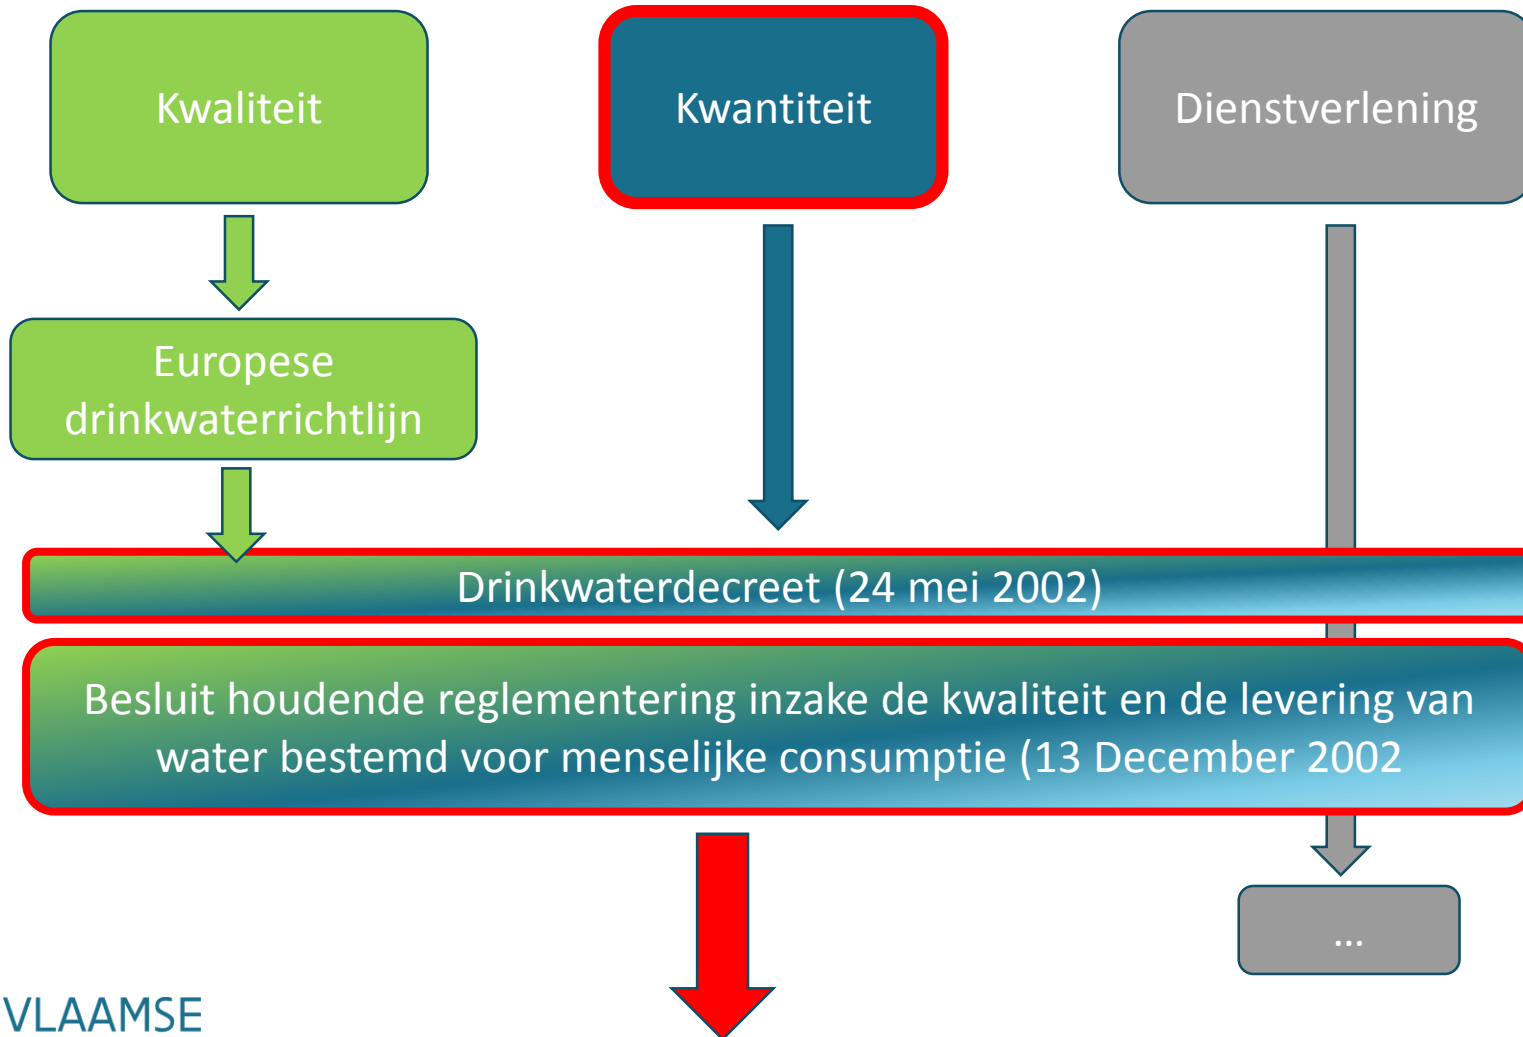 Kwaliteit
Kwantiteit
Dienstverlening
Europese
drinkwaterrichtlijn
Drinkwaterdecreet (24 mei 2002)
Besluit houdende reglementering inzake de kwaliteit en de levering van
water bestemd voor menselijke consumptie (13 December 2002
...
VLAAMSE